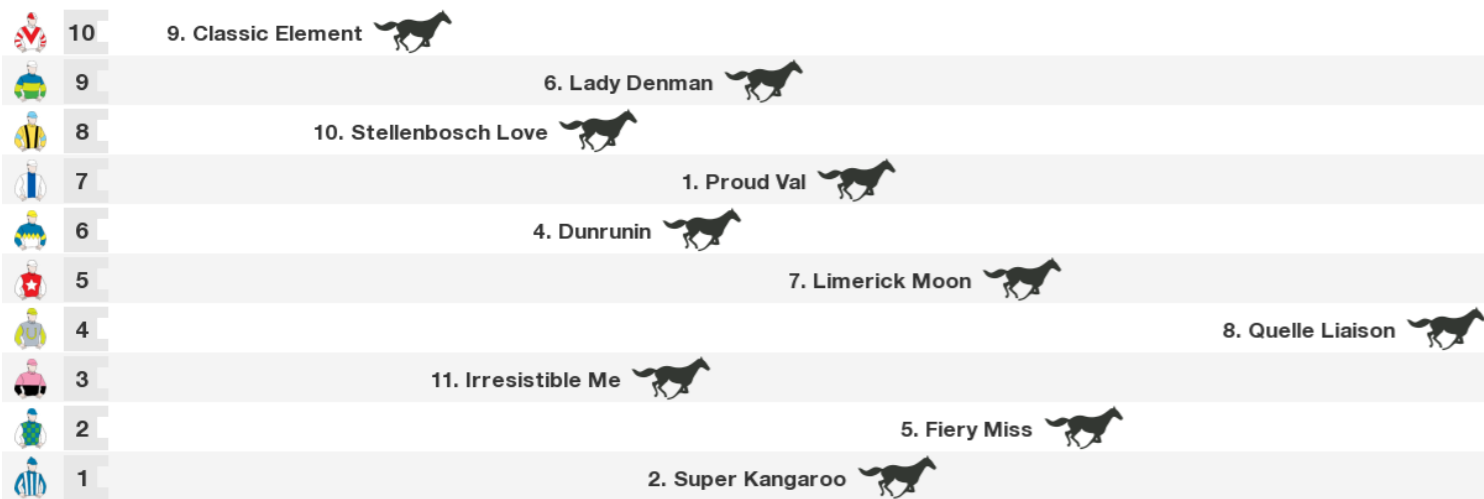 10 9. Classic Element
9 6. Lady Denman
8 10. Stellenbosch Love
7 1. Proud Val
6 4. Dunrunin
5 7. Limerick Moon
4 8. Quelle Liaison
3 11. Irresistible Me
2 5. Fiery Miss
1 2. Super Kangaroo